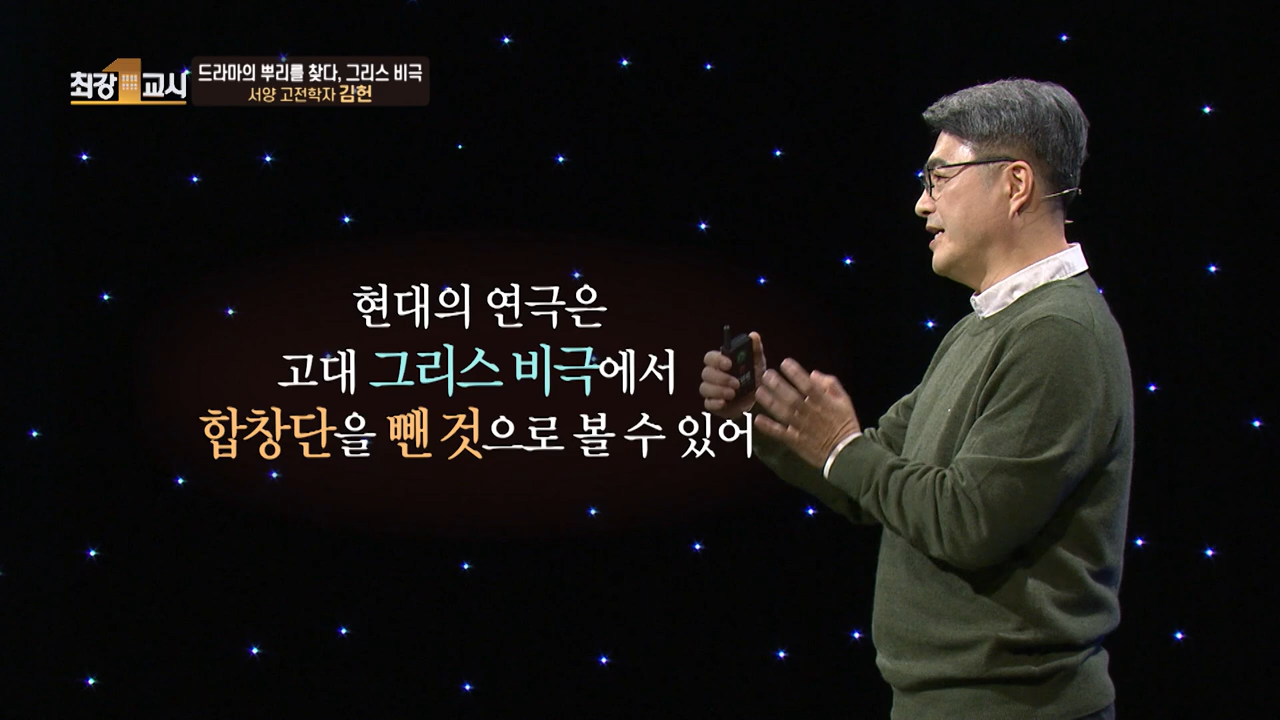 최강1교시
드라마의 뿌리를 찾다, 그리스 비극
서양 고전학자 김헌
현대의 연극은
고대 그리스 비극에서
합창단을 뺀 것으로 볼 수 있어